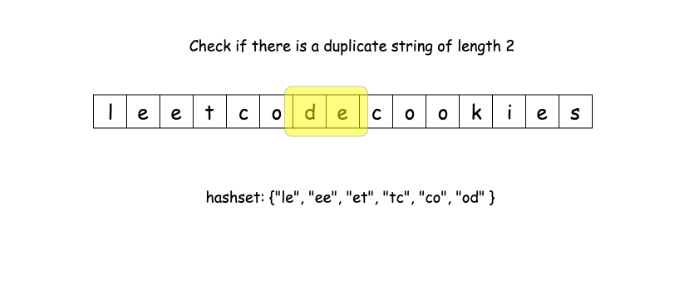 Check if there is a duplicate string of length 2
l e e t c o d e c o o k i e s
hashset: {"le", "ee", "et", "tc", "co", "od" }